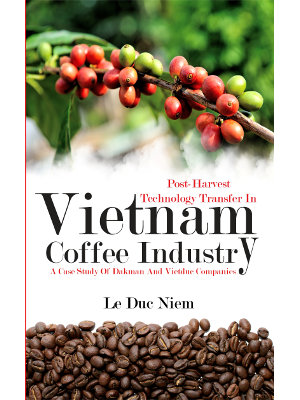 Post-Harvest
Technology Transfer In
Vietnam
Coffee Industry
A Case Study Of Dakman And Vietduc Companies
Le Duc Niem